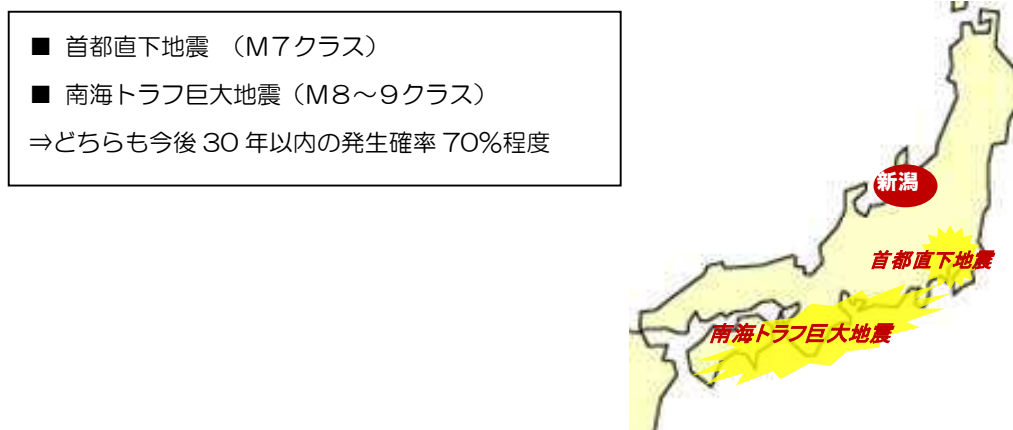 ■ 首都直下地震 （M７クラス）
■ 南海トラフ巨大地震（M８～９クラス）
⇒どちらも今後 30 年以内の発生確率 70%程度
新潟
首都直下地震
南海トラフ巨大地震